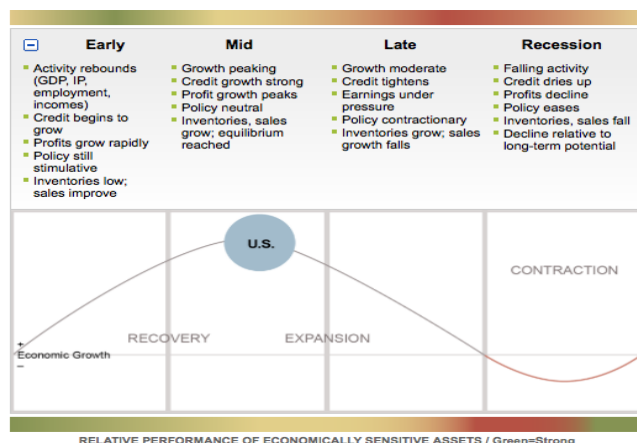 Early
Activity rebounds
(GDP, IP,
employment,
incomes)
Credit begins to
grow
Profits grow rapidly
Policy still
stimulative
Inventories low;
sales improve
Mid
Growth peaking
Credit growth strong
Profit growth peaks
Policy neutral
Inventories, sales
grow; equilibrium
reached
Late
Growth moderate
Credit tightens
Earnings under
pressure
Policy contractionary
Inventories grow; sales
growth falls
Recession
Falling activity
Credit dries up
Profits decline
Policy eases
Inventories, sales fall
Decline relative to
long-term potential
U.S.
CONTRACTION
RECOVERY
EXPANSION
+
Economic Growth
–
RELATIVE PERFORMANCE OF ECONOMICALLY SENSITIVE ASSETS / Green=Strong